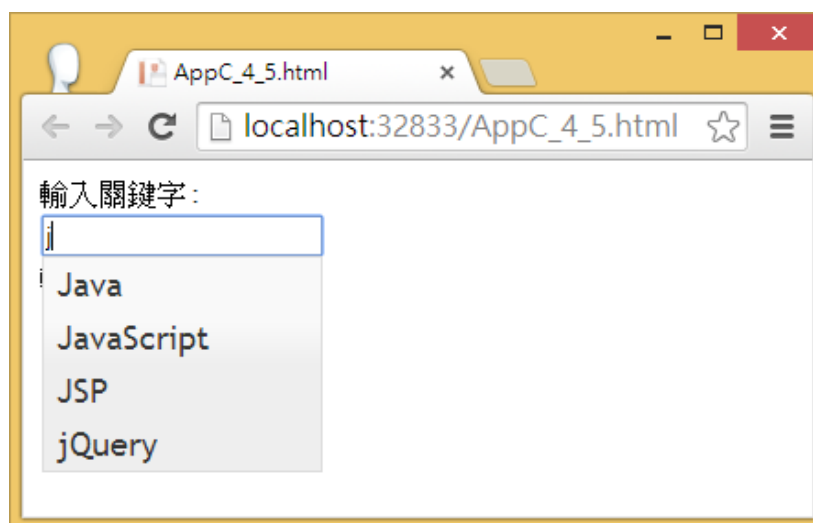 AppC_4_5.html
localhost:32833/AppC_4_5.html
輸入關鍵字:
j
Java
JavaScript
JSP
jQuery